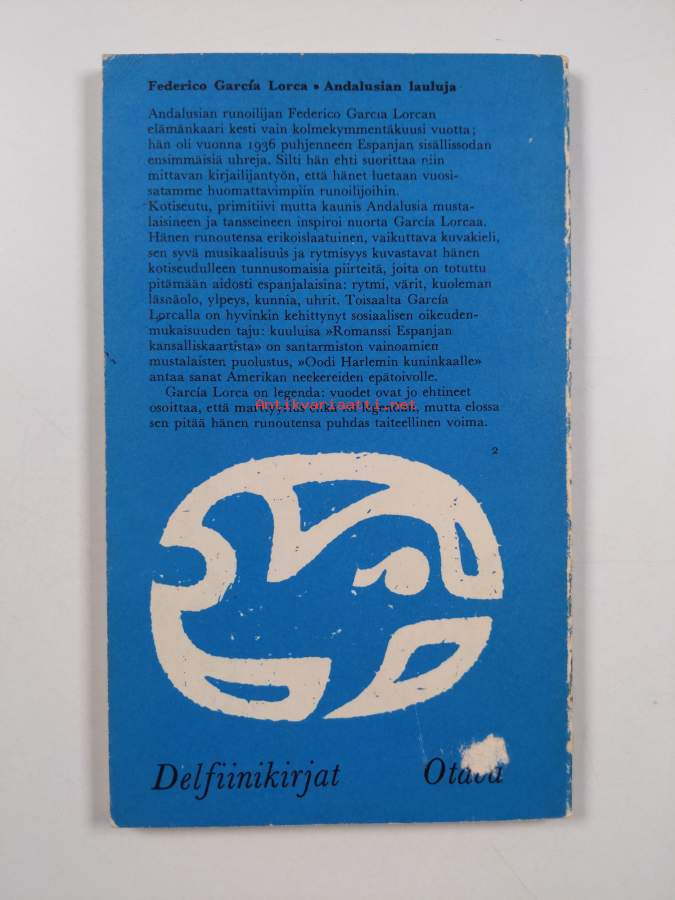 Federico García Lorca • Andalusian lauluja
Andalusian runoilijan Federico García Lorcan
elämänkaari kesti vain kolmekymmentäkuusi vuotta;
hän oli vuonna 1936 puhjenneen Espanjan sisällissodan
ensimmäisiä uhreja. Silti hän ehti suorittaa niin
mittavan kirjailijantyön, että hänet luetaan vuosi-
satamme huomattavimpiin runoilijoihin.
Kotiseutu, primitiivi mutta kaunis Andalusia musta-
laisineen ja tansseineen inspiroi nuorta García Lorcaa.
Hänen runoutensa erikoislaatuinen, vaikuttava kuvakieli,
sen syvä musikaalisuus ja rytmisyys kuvastavat hänen
kotiseudulleen tunnusomaisia piirteitä, joita on totuttu
pitämään aidosti espanjalaisina: rytmi, värit, kuoleman
läsnäolo, ylpeys, kunnia, uhrit. Toisaalta García
Lorcalla on hyvinkin kehittynyt sosiaalisen oikeuden-
mukaisuuden taju: kuuluisa »Romanssi Espanjan
kansalliskaartista» on santarmiston vainoamien
mustalaisten puolustus, »Oodi Harlemin kuninkaalle»
antaa sanat Amerikan neekereiden epätoivolle.
García Lorca on legenda: vuodet ovat jo ehtineet
osoittaa, että marttyyrius mutta elossa
sen pitää hänen runoutensa puhdas taiteellinen voima.
Antikvariaatti.net
2
Delfiinikirjat Otava